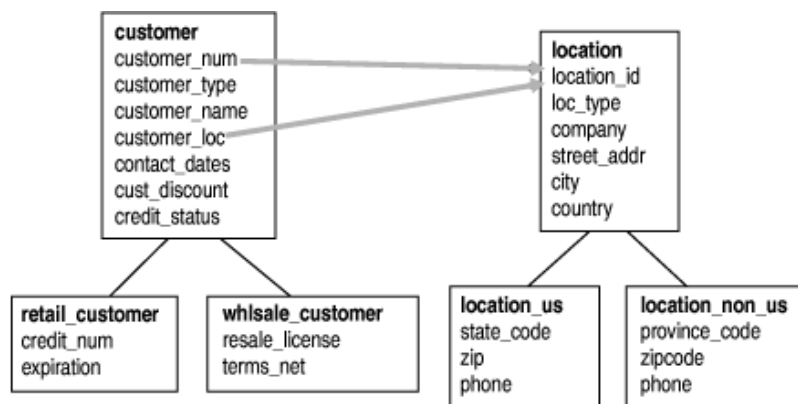 customer
customer_num
customer_type
customer_name
customer_loc
contact_dates
cust_discount
credit_status
location
location_id
loc_type
company
street_addr
city
country
retail_customer
credit_num
expiration
whlsale_customer
resale_license
terms_net
location_us
state_code
zip
phone
location_non_us
province_code
zipcode
phone